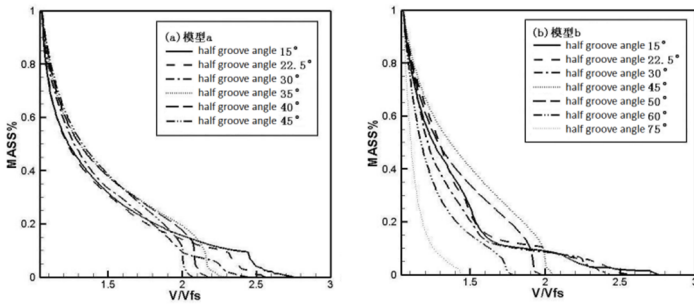 (a)模型a
half groove angle 15°
half groove angle 22.5°
half groove angle 30°
half groove angle 35°
half groove angle 40°
half groove angle 45°
MASS%
1
0.8
0.6
0.4
0.2
0
1.5
2
2.5
3
V/Vfs
(b)模型b
half groove angle 15°
half groove angle 22.5°
half groove angle 30°
half groove angle 45°
half groove angle 50°
half groove angle 60°
half groove angle 75°
MASS%
1
0.8
0.6
0.4
0.2
0
1.5
2
2.5
3
V/Vfs